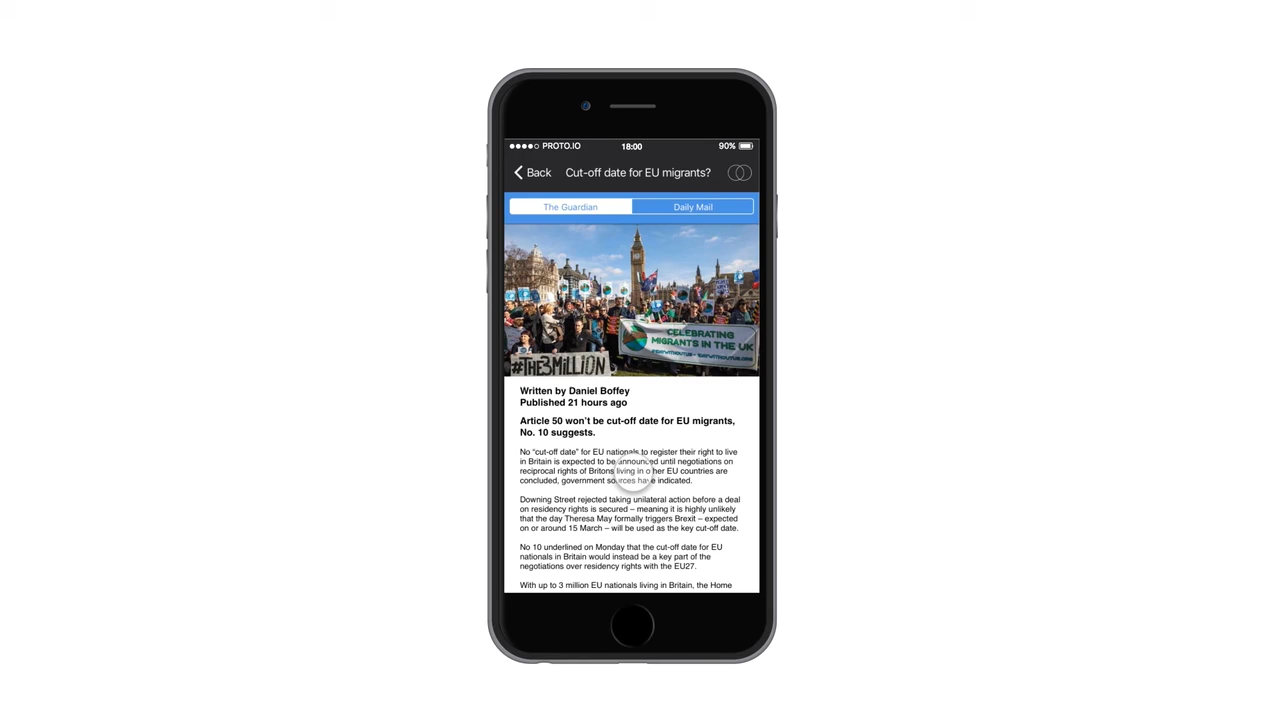 PROTO.IO 18:00 90%
Back Cut-off date for EU migrants?
The Guardian Daily Mail
CELEBRATING
MIGRANTS IN THE UK
#THE3MILLION
Written by Daniel Boffey
Published 21 hours ago
Article 50 won't be cut-off date for EU migrants,
No. 10 suggests.
No “cut-off date” for EU nationals to register their right to live
in Britain is expected to be announced until negotiations on
reciprocal rights of Britons living in other EU countries are
concluded, government sources have indicated.
Downing Street rejected taking unilateral action before a deal
on residency rights is secured – meaning it is highly unlikely
that the day Theresa May formally triggers Brexit – expected
on or around 15 March – will be used as the key cut-off date.
No 10 underlined on Monday that the cut-off date for EU
nationals in Britain would instead be a key part of the
negotiations over residency rights with the EU27.
With up to 3 million EU nationals living in Britain, the Home